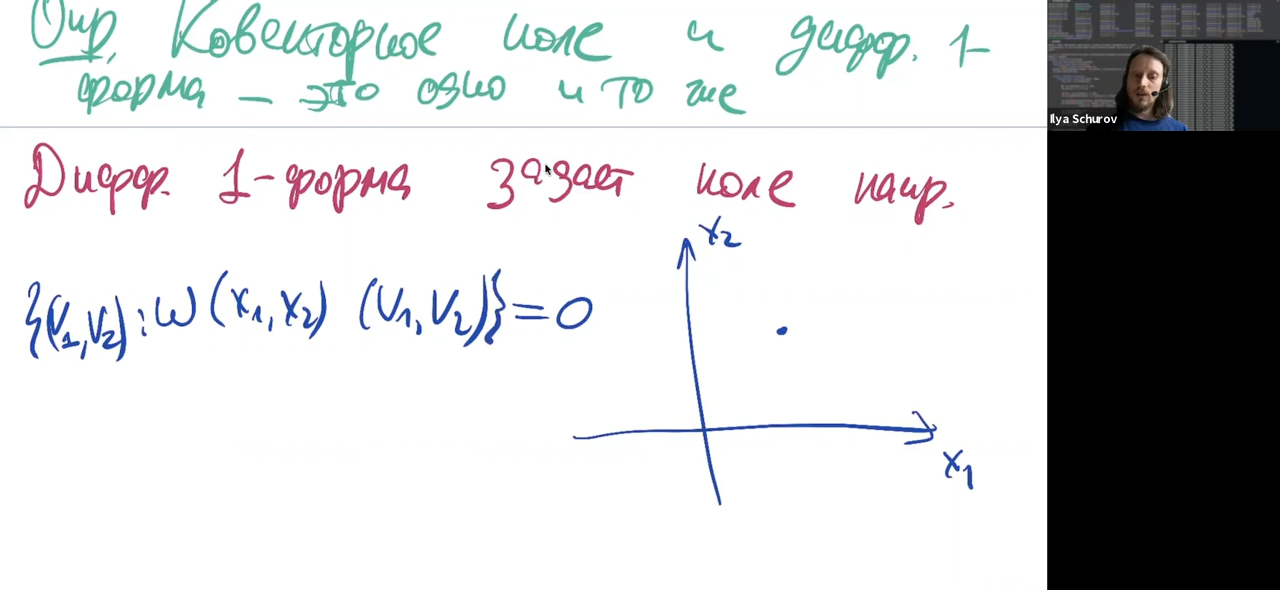 Опр. Ковекторное поле и дифф. 1-
форма – это одно и то же
Дифф. 1-форма задает поле напр.
{(v₁,v₂): ω(x₁,x₂) (v₁,v₂)}=0
x₂
x₁
Ilya Schurov